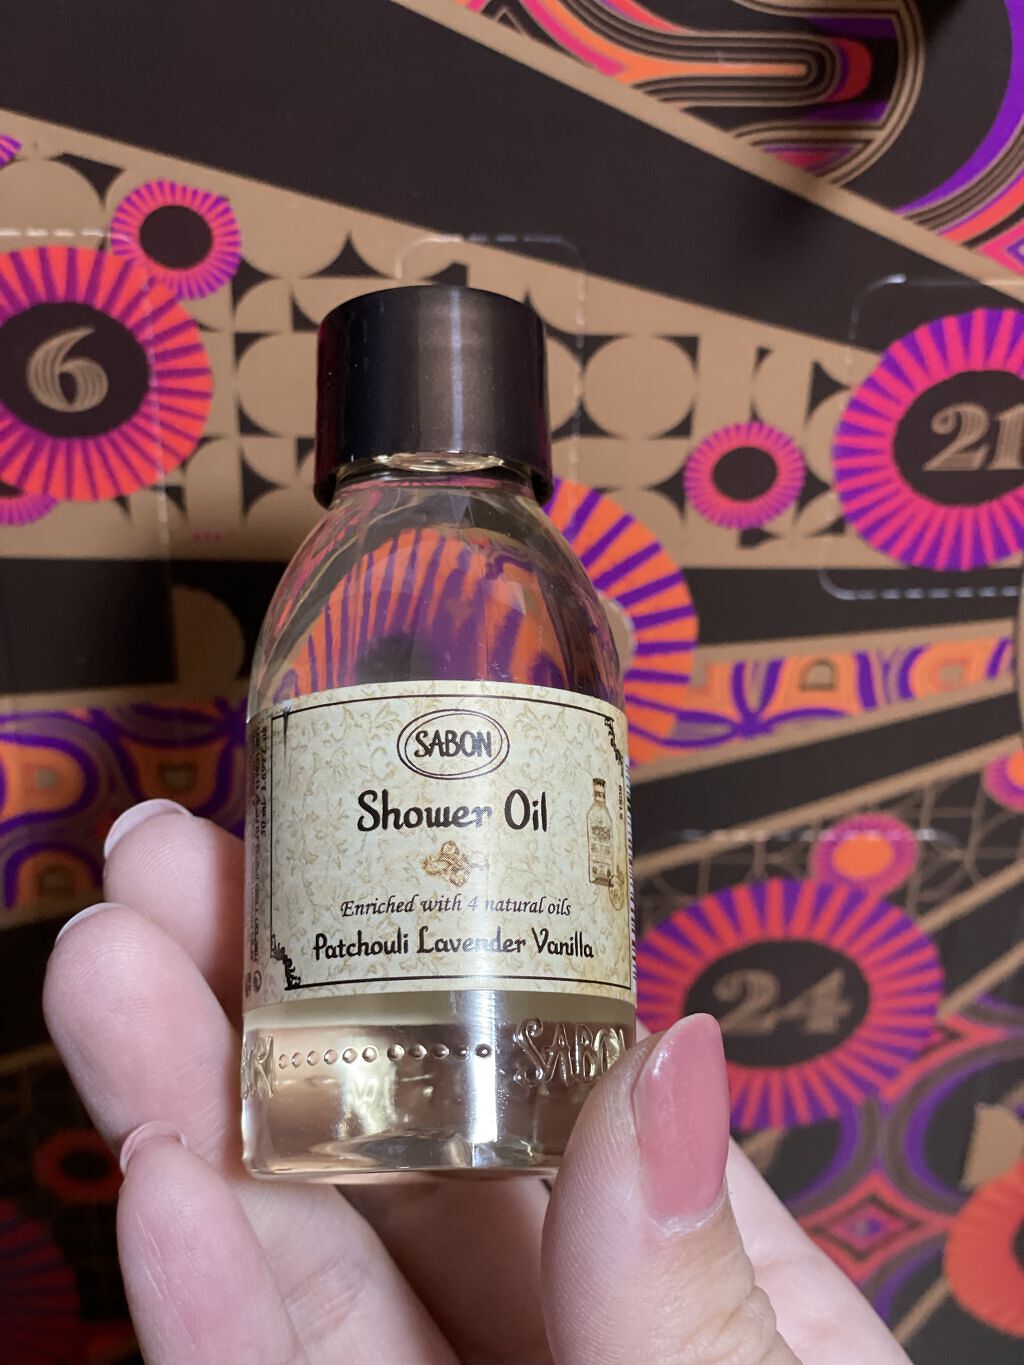 6
21
SABON
Shower Oil
Enriched with 4 natural oils
Patchouli Lavender Vanilla
SABON
24